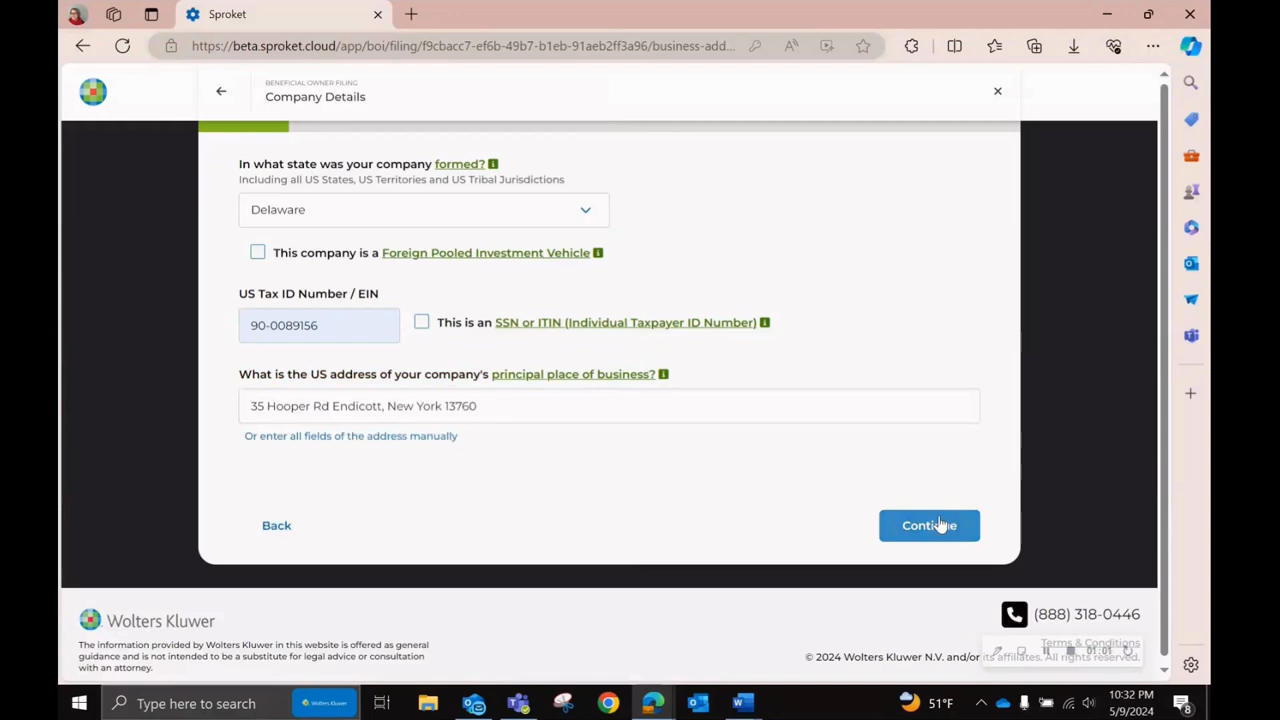 Sproket
https://beta.sproket.cloud/app/boi/filing/f9cbacc7-ef6b-49b7-b1eb-91aeb2ff3a96/business-add...
BENEFICIAL OWNER FILING
Company Details
In what state was your company formed?
Including all US States, US Territories and US Tribal Jurisdictions
Delaware
This company is a Foreign Pooled Investment Vehicle
US Tax ID Number / EIN
90-0089156
This is an SSN or ITIN (Individual Taxpayer ID Number)
What is the US address of your company's principal place of business?
35 Hooper Rd Endicott, New York 13760
Or enter all fields of the address manually
Back
Continue
Wolters Kluwer
(888) 318-0446
The information provided by Wolters Kluwer in this website is offered as general
guidance and is not intended to be a substitute for legal advice or consultation
with an attorney.
Terms & Conditions
© 2024 Wolters Kluwer N.V. and/or its affiliates. All rights reserved.
01:01
Type here to search
Wolters Kluwer
51°F
10:32 PM
5/9/2024
8